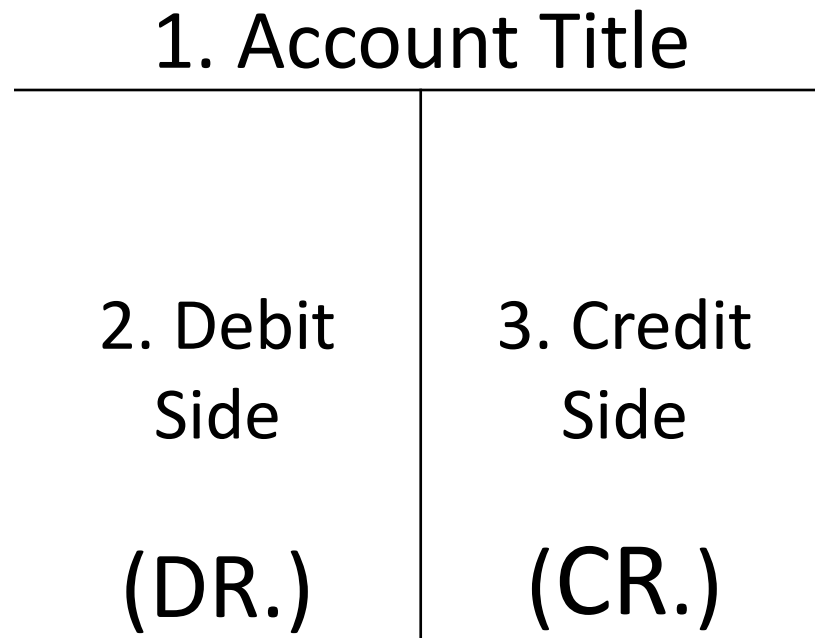 1. Account Title
2. Debit
Side
(DR.)
3. Credit
Side
(CR.)